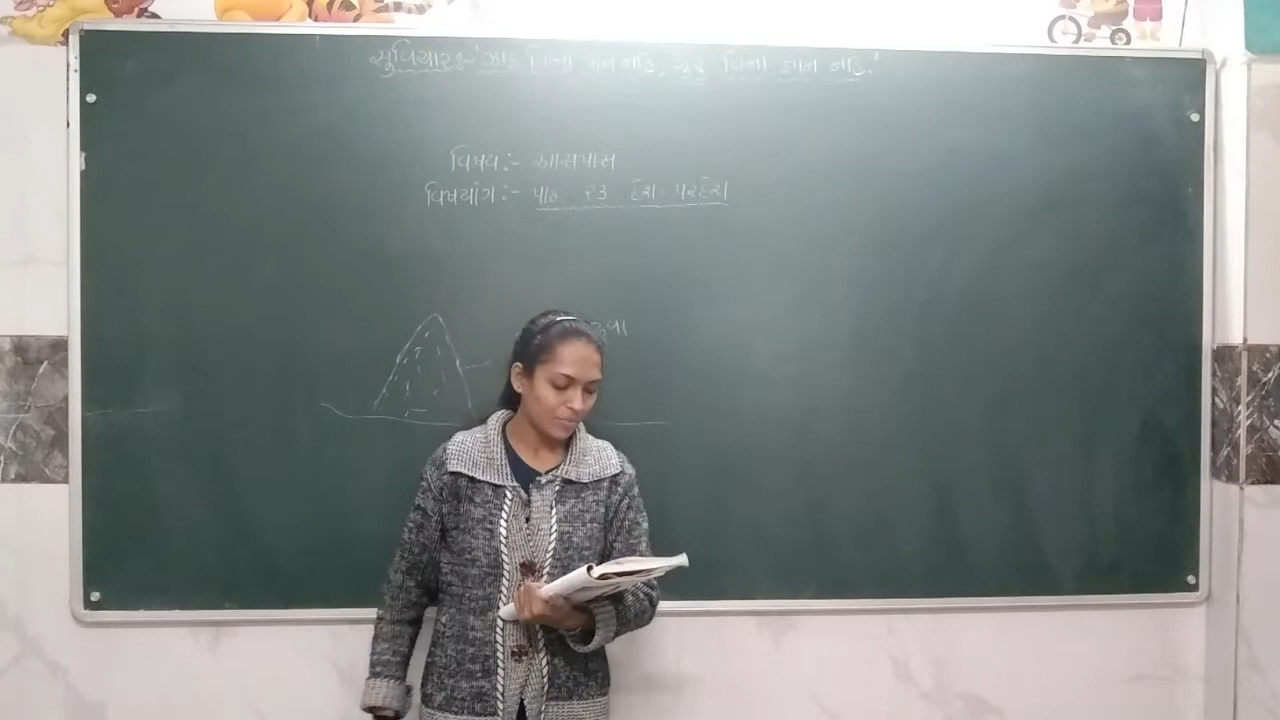 સુવિચાર :- 'ગુરુ વિના જ્ઞાન નહિ.'
વિષય :- આસપાસ
વિષયાંગ :- પાઠ ૨૩ દેશ - પરદેશ